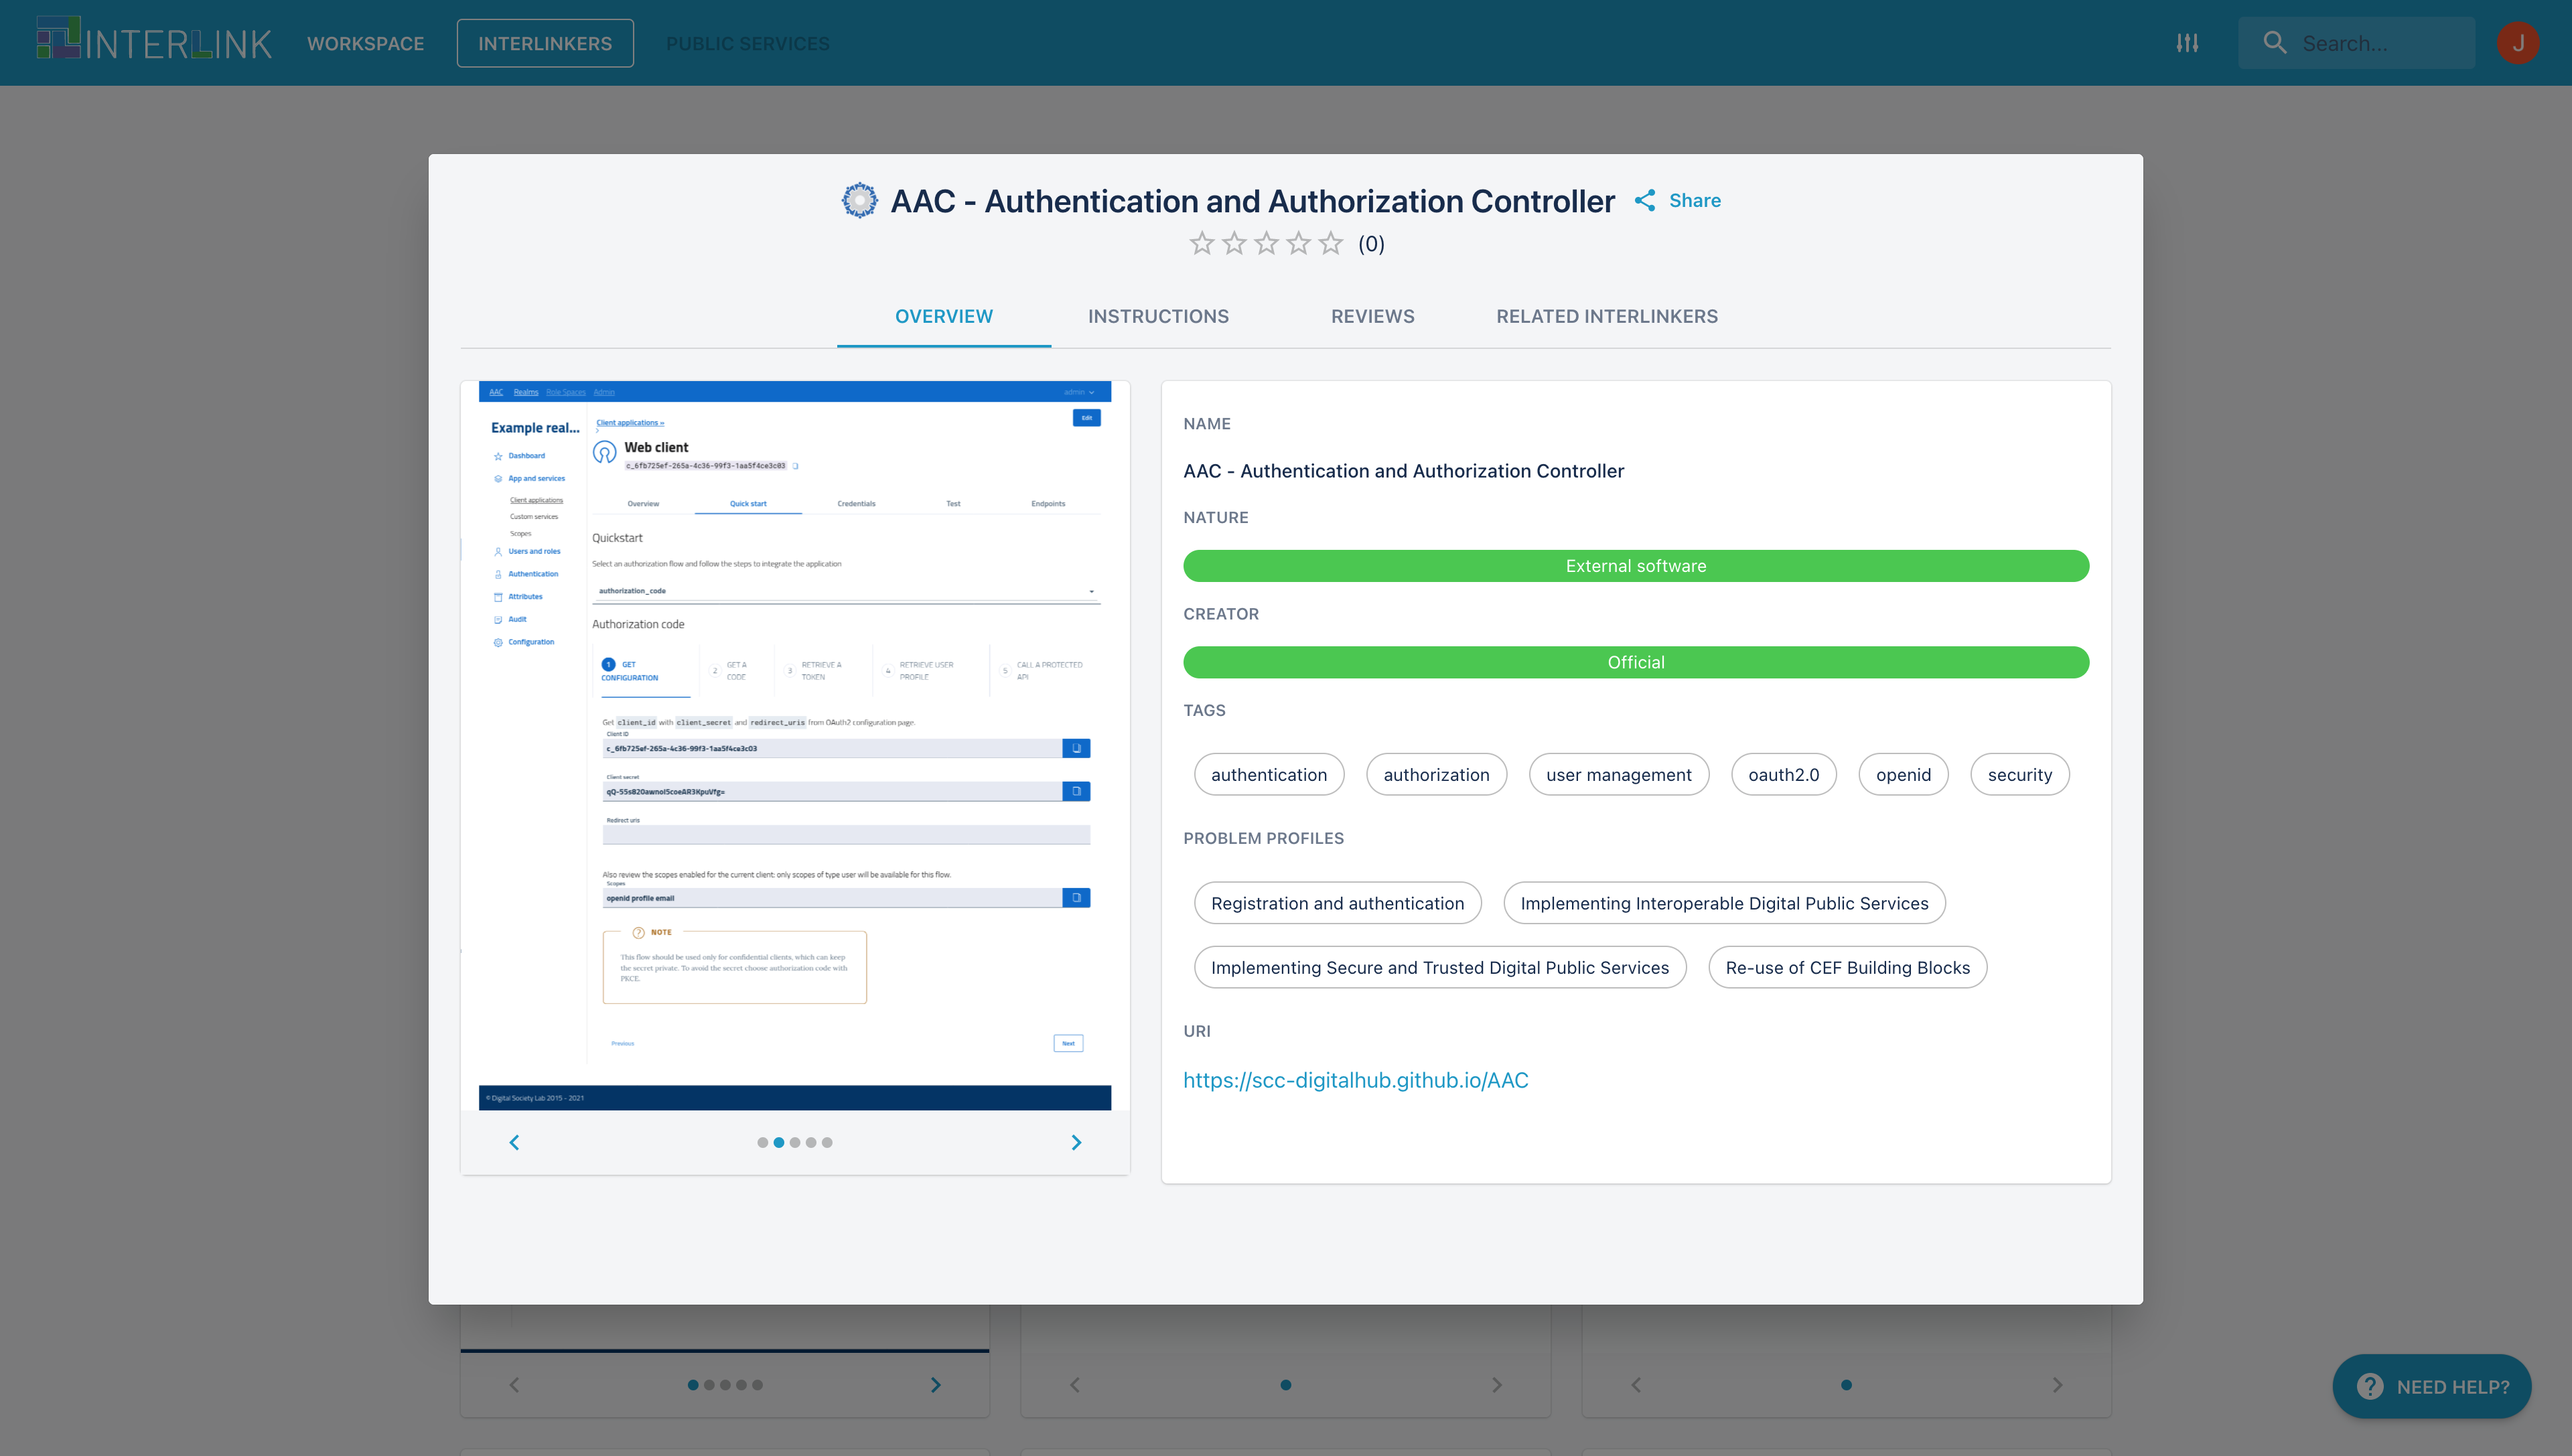 INTERLINK WORKSPACE INTERLINKERS PUBLIC SERVICES Search... J
AAC - Authentication and Authorization Controller Share
(0)
OVERVIEW INSTRUCTIONS REVIEWS RELATED INTERLINKERS
AAC Realms Role Spaces Admin admin
Example real...
Dashboard
App and services
Client applications
Custom services
Scopes
Users and roles
Authentication
Attributes
Audit
Configuration
Client applications »
Edit
Web client
c_6fb725ef-265a-4c36-99f3-1aa5f4ce3c03
Overview Quick start Credentials Test Endpoints
Quickstart
Select an authorization flow and follow the steps to integrate the application
authorization_code
Authorization code
1 GET CONFIGURATION
2 GET A CODE
3 RETRIEVE A TOKEN
4 RETRIEVE USER PROFILE
5 CALL A PROTECTED API
Get client_id with client_secret and redirect_uris from OAuth2 configuration page.
Client ID
c_6fb725ef-265a-4c36-99f3-1aa5f4ce3c03
Client secret
Redirect uris
Also review the scopes enabled for the current client: only scopes of type user will be available for this flow.
Scopes
openid profile email
NOTE
This flow should be used only for confidential clients, which can keep
the secret private. To avoid the secret choose authorization code with
PKCE.
Previous Next
© Digital Society Lab 2015 - 2021
NAME
AAC - Authentication and Authorization Controller
NATURE
External software
CREATOR
Official
TAGS
authentication authorization user management oauth2.0 openid security
PROBLEM PROFILES
Registration and authentication Implementing Interoperable Digital Public Services
Implementing Secure and Trusted Digital Public Services Re-use of CEF Building Blocks
URI
https://scc-digitalhub.github.io/AAC
NEED HELP?